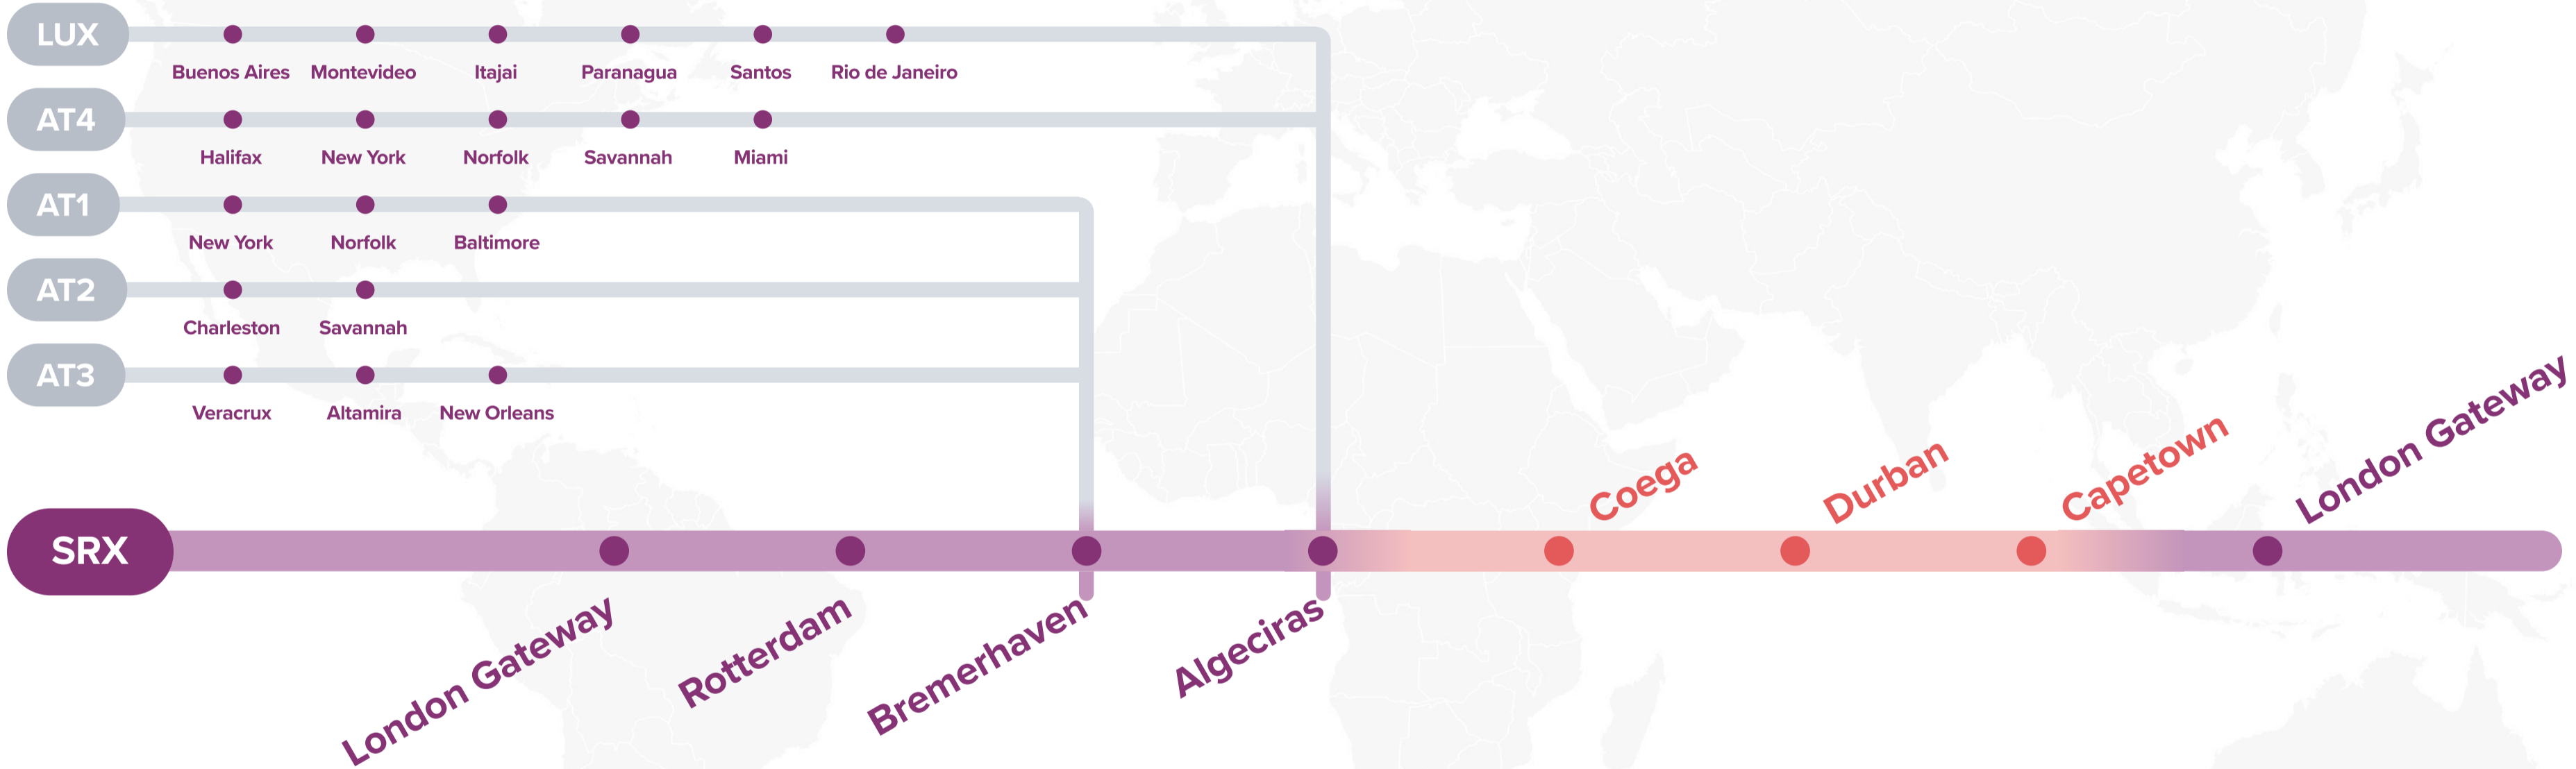 LUX
Buenos Aires Montevideo Itajai Paranagua Santos Rio de Janeiro
AT4
Halifax New York Norfolk Savannah Miami
AT1
New York Norfolk Baltimore
AT2
Charleston Savannah
AT3
Veracrux Altamira New Orleans
SRX
London Gateway
Rotterdam
Bremerhaven
Algeciras
Coega
Durban
Capetown
London Gateway